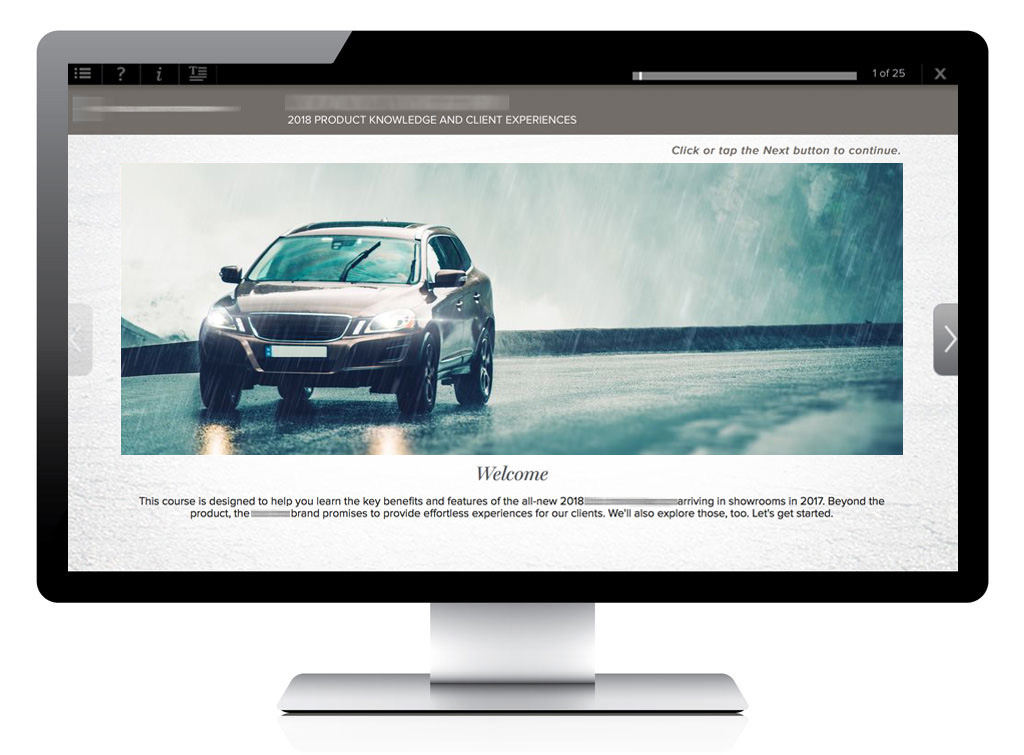 1 of 25
2018 PRODUCT KNOWLEDGE AND CLIENT EXPERIENCES
Click or tap the Next button to continue.
Welcome
This course is designed to help you learn the key benefits and features of the all-new 2018 arriving in showrooms in 2017. Beyond the
product, the brand promises to provide effortless experiences for our clients. We'll also explore those, too. Let's get started.